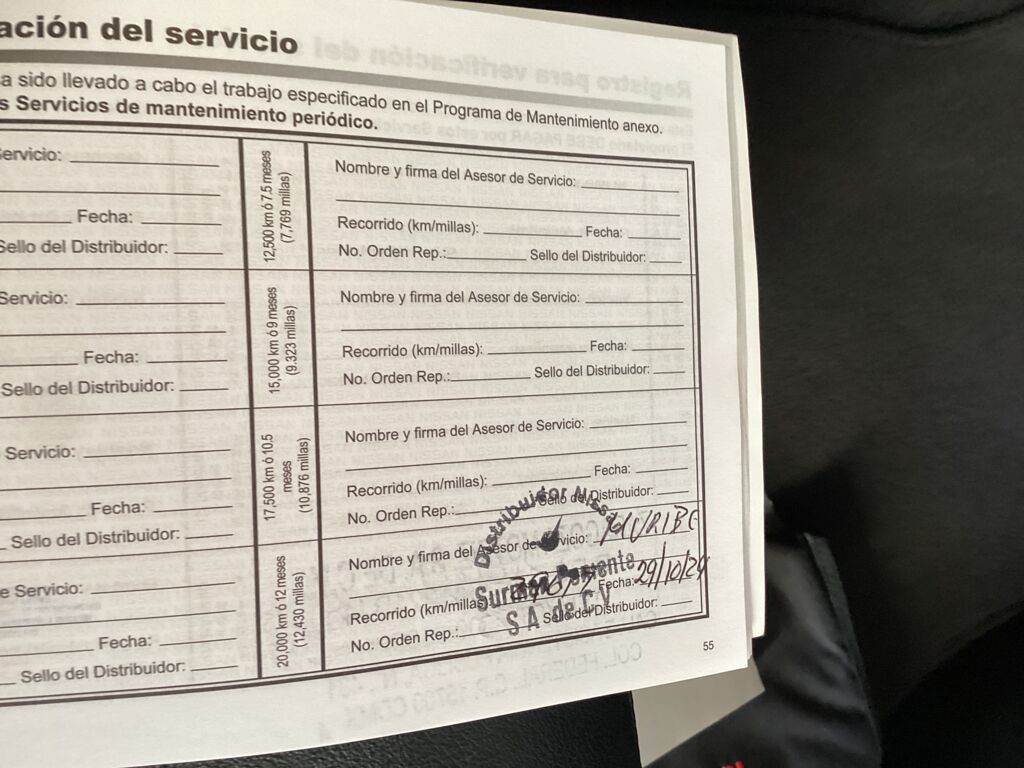 ación del servicio
a sido llevado a cabo el trabajo especificado en el Programa de Mantenimiento anexo.
s Servicios de mantenimiento periódico.
ervicio:
Fecha:
Sello del Distribuidor:
12,500 km ó 7.5 meses
(7,769 millas)
Nombre y firma del Asesor de Servicio:
Recorrido (km/millas): Fecha:
No. Orden Rep.: Sello del Distribuidor:
Servicio:
Fecha:
Sello del Distribuidor:
15,000 km ó 9 meses
(9.323 millas)
Nombre y firma del Asesor de Servicio:
Recorrido (km/millas): Fecha:
No. Orden Rep.: Sello del Distribuidor:
Servicio:
Fecha:
Sello del Distribuidor:
17,500 km ó 10,5
meses
(10,876 millas)
Nombre y firma del Asesor de Servicio:
Recorrido (km/millas): Fecha:
No. Orden Rep.: Sello del Distribuidor:
e Servicio:
Fecha:
Sello del Distribuidor:
20,000 km ó 12 meses
(12,430 millas)
Distribuidor
Nombre y firma del Asesor de Servicio: URIBE
Poniente
Recorrido (km/millas) Fecha: 29/10/24
S A de C V
No. Orden Rep.: Sello del Distribuidor:
55